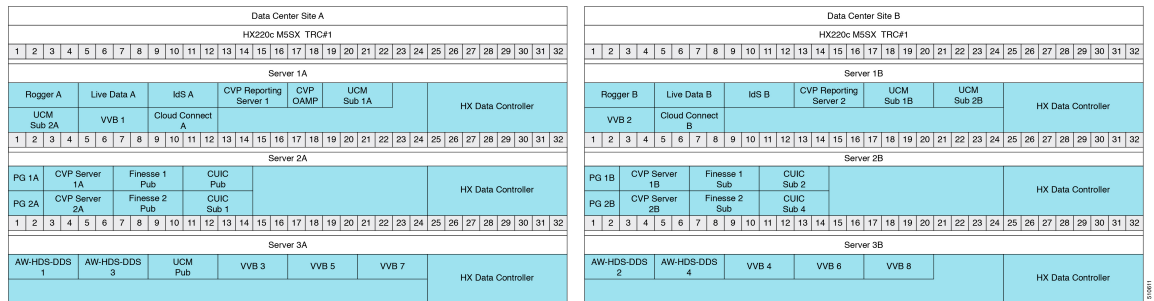 Data Center Site A
HX220c M5SX TRC#1
1 2 3 4 5 6 7 8 9 10 11 12 13 14 15 16 17 18 19 20 21 22 23 24 25 26 27 28 29 30 31 32
Server 1A
Rogger A
Live Data A
IdS A
CVP Reporting
Server 1
CVP
OAMP
UCM
Sub 1A
HX Data Controller
UCM
Sub 2A
VVB 1
Cloud Connect
A
1 2 3 4 5 6 7 8 9 10 11 12 13 14 15 16 17 18 19 20 21 22 23 24 25 26 27 28 29 30 31 32
Server 2A
PG 1A
CVP Server
1A
Finesse 1
Pub
CUIC
Pub
HX Data Controller
PG 2A
CVP Server
2A
Finesse 2
Pub
CUIC
Sub 1
1 2 3 4 5 6 7 8 9 10 11 12 13 14 15 16 17 18 19 20 21 22 23 24 25 26 27 28 29 30 31 32
Server 3A
AW-HDS-DDS
1
AW-HDS-DDS
3
UCM
Pub
VVB 3
VVB 5
VVB 7
HX Data Controller
Data Center Site B
HX220c M5SX TRC#1
1 2 3 4 5 6 7 8 9 10 11 12 13 14 15 16 17 18 19 20 21 22 23 24 25 26 27 28 29 30 31 32
Server 1B
Rogger B
Live Data B
IdS B
CVP Reporting
Server 2
UCM
Sub 1B
UCM
Sub 2B
HX Data Controller
VVB 2
Cloud Connect
B
1 2 3 4 5 6 7 8 9 10 11 12 13 14 15 16 17 18 19 20 21 22 23 24 25 26 27 28 29 30 31 32
Server 2B
PG 1B
CVP Server
1B
Finesse 1
Sub
CUIC
Sub 2
HX Data Controller
PG 2B
CVP Server
2B
Finesse 2
Sub
CUIC
Sub 4
1 2 3 4 5 6 7 8 9 10 11 12 13 14 15 16 17 18 19 20 21 22 23 24 25 26 27 28 29 30 31 32
Server 3B
AW-HDS-DDS
2
AW-HDS-DDS
4
VVB 4
VVB 6
VVB 8
HX Data Controller